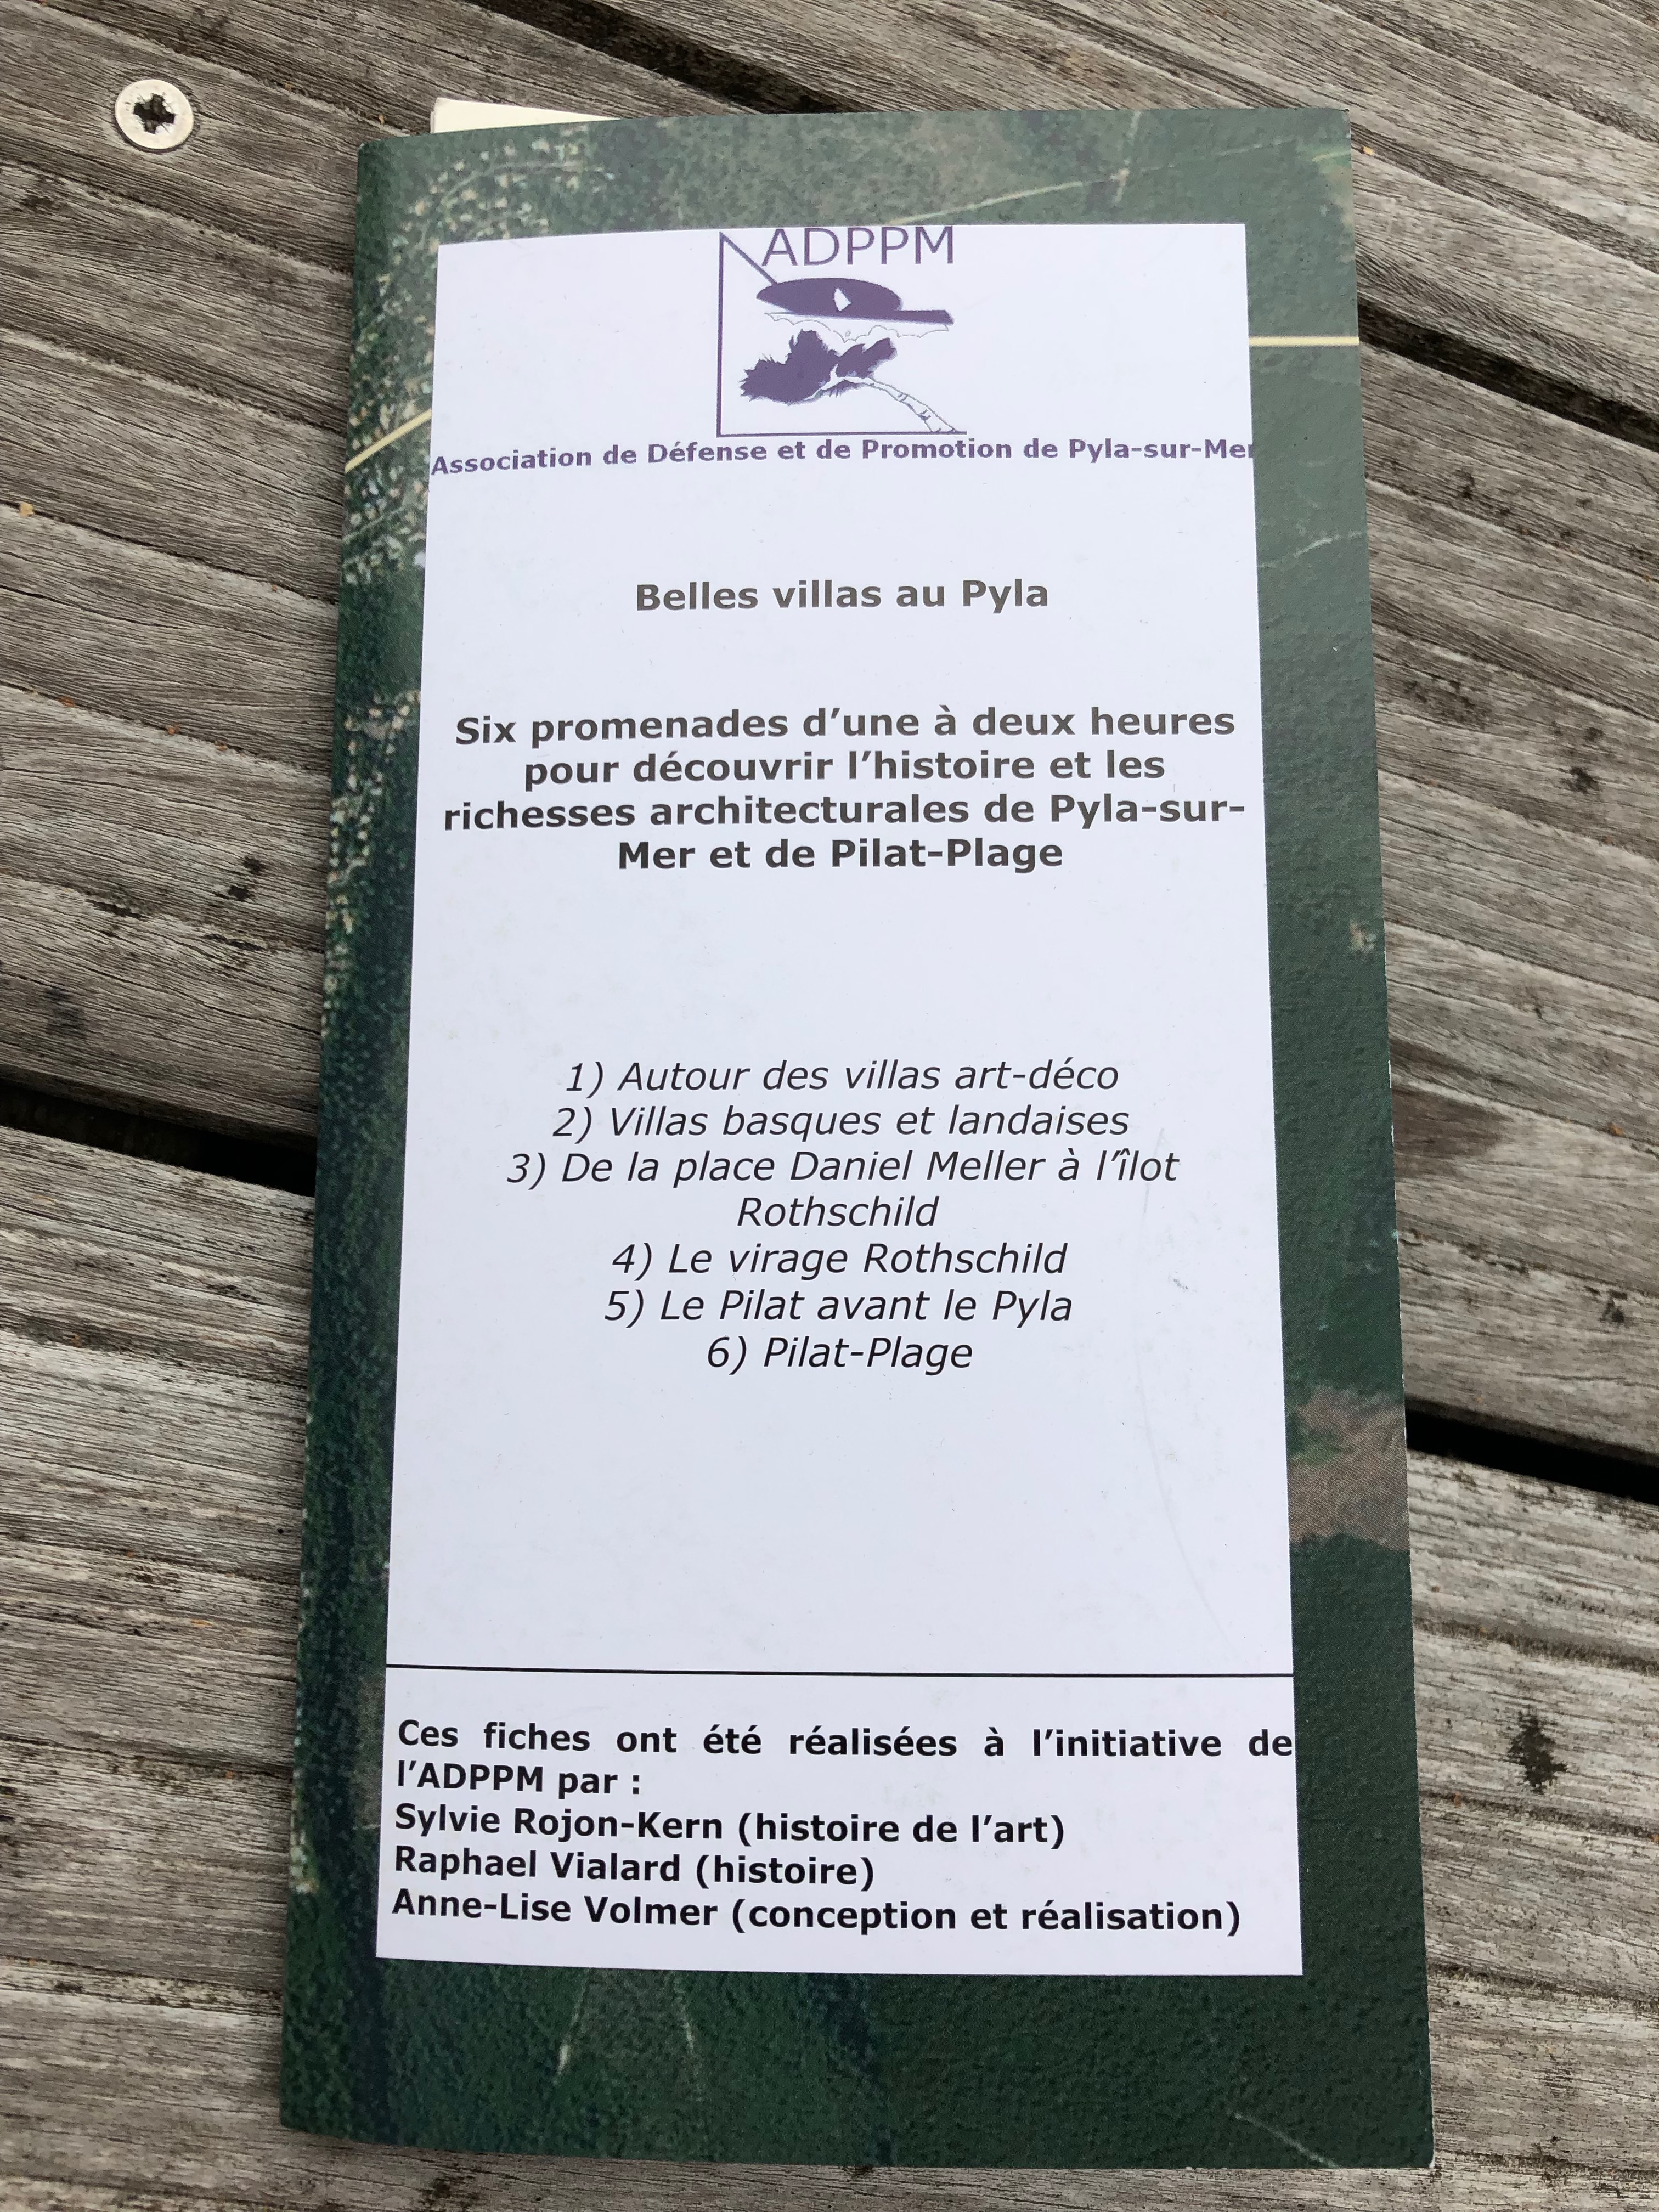 ADPPM
Association de Défense et de Promotion de Pyla-sur-Mer
Belles villas au Pyla
Six promenades d’une à deux heures
pour découvrir l’histoire et les
richesses architecturales de Pyla-sur-
Mer et de Pilat-Plage
1) Autour des villas art-déco
2) Villas basques et landaises
3) De la place Daniel Meller à l’îlot
Rothschild
4) Le virage Rothschild
5) Le Pilat avant le Pyla
6) Pilat-Plage
Ces fiches ont été réalisées à l’initiative de
l’ADPPM par :
Sylvie Rojon-Kern (histoire de l’art)
Raphael Vialard (histoire)
Anne-Lise Volmer (conception et réalisation)